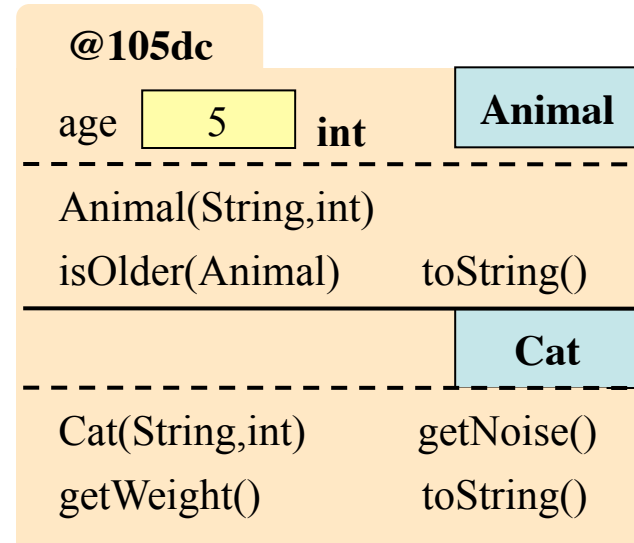 @105dc
age 5 int Animal
Animal(String,int)
isOlder(Animal) toString()
Cat
Cat(String,int) getNoise()
getWeight() toString()